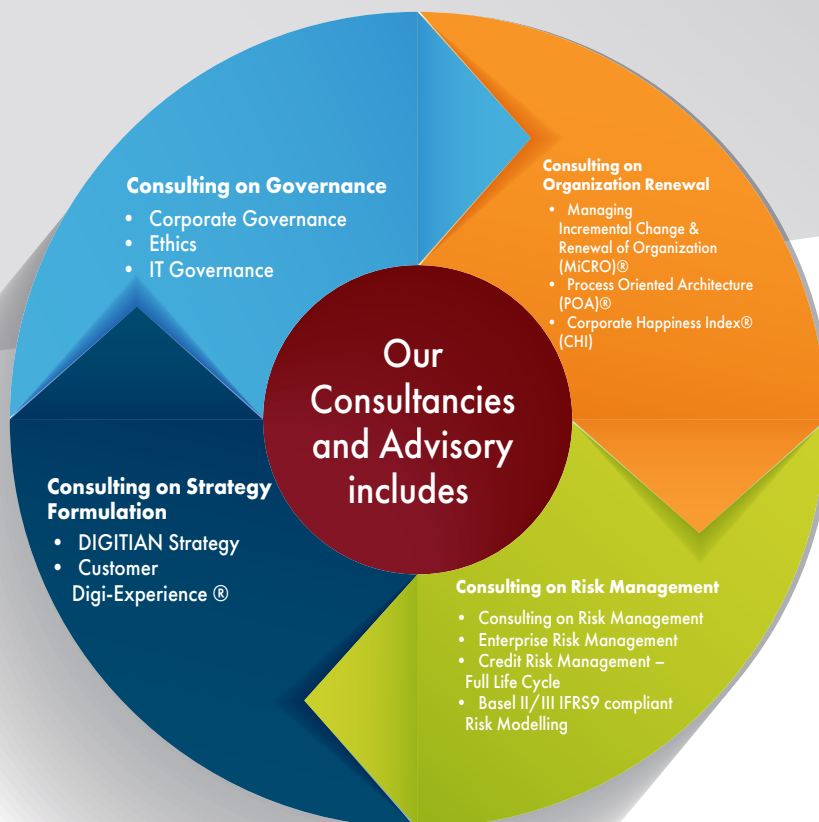 Our
Consultancies
and Advisory
includes
Consulting on Governance
• Corporate Governance
• Ethics
• IT Governance
Consulting on
Organization Renewal
• Managing
Incremental Change &
Renewal of Organization
(MiCRO)®
• Process Oriented Architecture
(POA)®
• Corporate Happiness Index®
(CHI)
Consulting on Strategy
Formulation
• DIGITIAN Strategy
• Customer
Digi-Experience ®
Consulting on Risk Management
• Consulting on Risk Management
• Enterprise Risk Management
• Credit Risk Management –
Full Life Cycle
• Basel II/III IFRS9 compliant
Risk Modelling